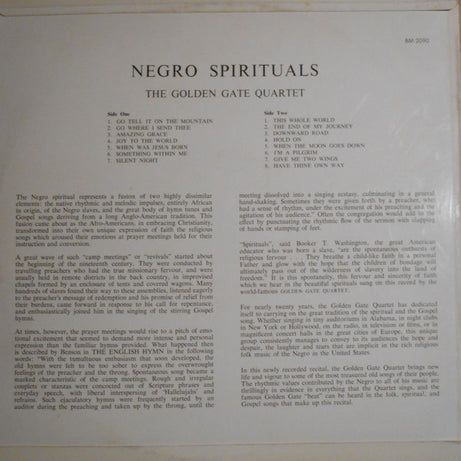 BM 2090
NEGRO SPIRITUALS
THE GOLDEN GATE QUARTET
Side One
1. GO TELL IT ON THE MOUNTAIN
2. GO WHERE I SEND THEE
3. AMAZING GRACE
4. JOY TO THE WORLD
5. WHEN WAS JESUS BORN
6. SOMETHING WITHIN ME
7. SILENT NIGHT
Side Two
1. THIS WHOLE WORLD
2. THE END OF MY JOURNEY
3. DOWNWARD ROAD
4. HOLD ON
5. WHEN THE MOON GOES DOWN
6. I'M A PILGRIM
7. GIVE ME TWO WINGS
8. HAVE THINE OWN WAY
The Negro spiritual represents a fusion of two highly dissimilar
elements: the native rhythmic and melodic impulses, entirely African
in origin, of the Negro slaves, and the great body of hymn tunes and
Gospel songs deriving from a long Anglo-American tradition. This
fusion came about as the Afro-Americans, in embracing Christianity,
transformed into their own unique expression of faith the religious
songs which aroused their emotions at prayer meetings held for their
instruction and conversion.
A great wave of such "camp meetings" or "revivals" started about
the beginning of the nineteenth century. They were conducted by
travelling preachers who had the true missionary fervour, and were
usually held in remote districts in the back country, in improvised
chapels formed by an enclosure of tents and covered wagons. Many
hundreds of slaves found their way to these assemblies, listened eagerly
to the preacher's message of redemption and his promise of relief from
their burdens, came forward in response to his call for repentance,
and enthusiastically joined him in the singing of the stirring Gospel
hymns.
At times, however, the prayer meetings would rise to a pitch of emo-
tional excitement that seemed to demand more intense and personal
expression than the familiar hymns provided. What happened then
is described by Benson in THE ENGLISH HYMN in the following
words: "With the tumultuous enthusiasm that soon developed, the
old hymns were felt to be too sober to express the overwrought
feelings of the preacher and the throng. Spontaneous song became a
marked characteristic of the camp meetings. Rough and irregular
couplets or stanzas were concocted out of Scripture phrases and
everyday speech, with liberal interspersing of 'Hallelujahs' and
refrains. Such ejaculatory hymns were frequently started by an
auditor during the preaching and taken up by the throng, until the
meeting dissolved into a singing ecstasy, culminating in a general
hand-shaking. Sometimes they were given forth by a preacher, who
had a sense of rhythm, under the excitement of his preaching and the
agitation of his audience." Often the congregation would add to the
effect by punctuating the rhythmic flow of the sermon with clapping
of hands or stamping of feet.
"Spirituals", said Booker T. Washington, the great American
educator who was born a slave, "are the spontaneous outbursts of
religious fervour . . . They breathe a child-like faith in a personal
Father and glow with the hope that the children of bondage will
ultimately pass out of the wilderness of slavery into the land of
freedom." It is this spontaneity, this fervour and sincerity of faith
which we hear in the beautiful spirituals sung on this record by the
world-famous GOLDEN GATE QUARTET.
For nearly twenty years, the Golden Gate Quartet has dedicated
itself to carrying on the great tradition of the spiritual and the Gospel
song. Whether singing in tiny auditoriums in Alabama, in night clubs
in New York or Hollywood, on the radio, in television or films, or in
magnificent concert halls in the great cities of Europe, this unique
group consistently manages to convey to its audiences the hope and
despair, the laughter and tears that are implicit in the rich religious
folk music of the Negro in the United States.
In this newly recorded recital, the Golden Gate Quartet brings new
life and vigour to some of the most treasured old songs of their people.
The rhythmic values contributed by the Negro to all of his music are
thrillingly in evidence in everything that the Quartet sings, and the
famous Golden Gate "beat" can be heard in the folk, spiritual, and
Gospel songs that make up this recital.